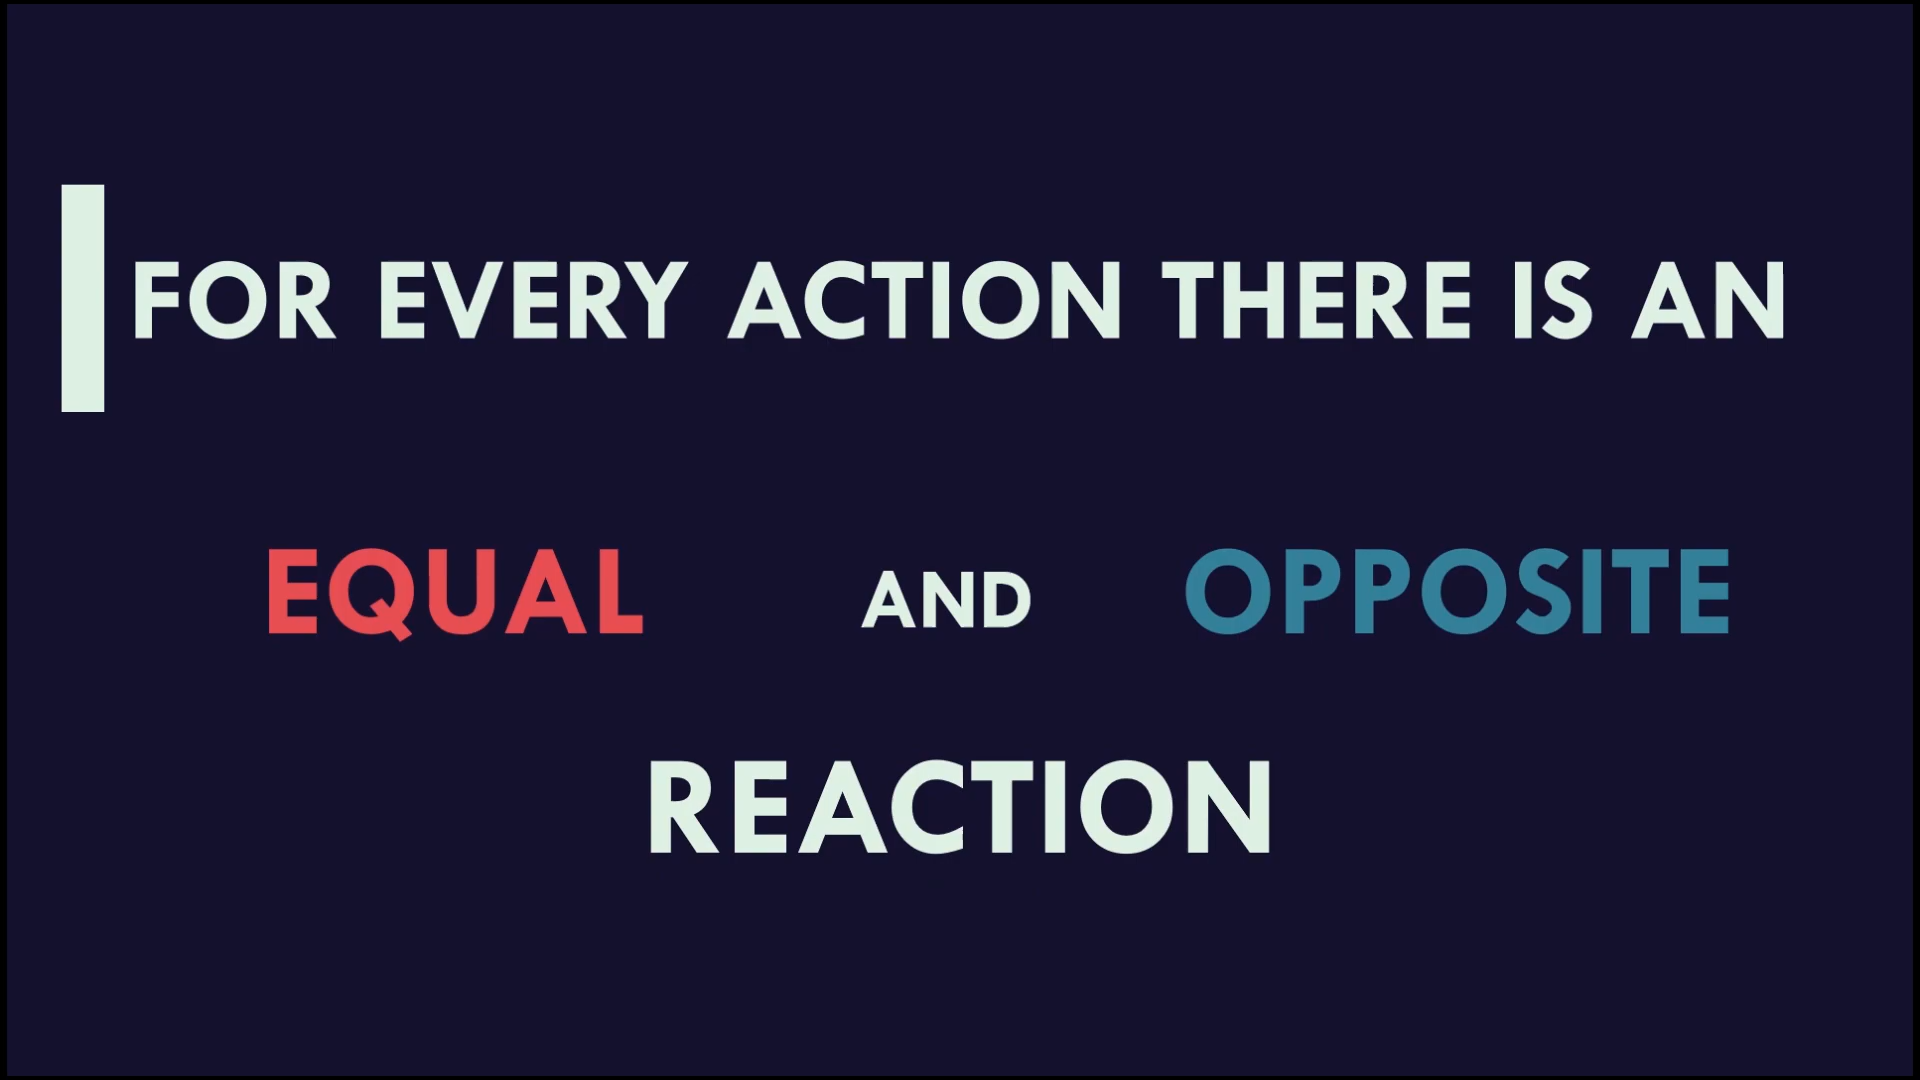 FOR EVERY ACTION THERE IS AN
EQUAL AND OPPOSITE
REACTION